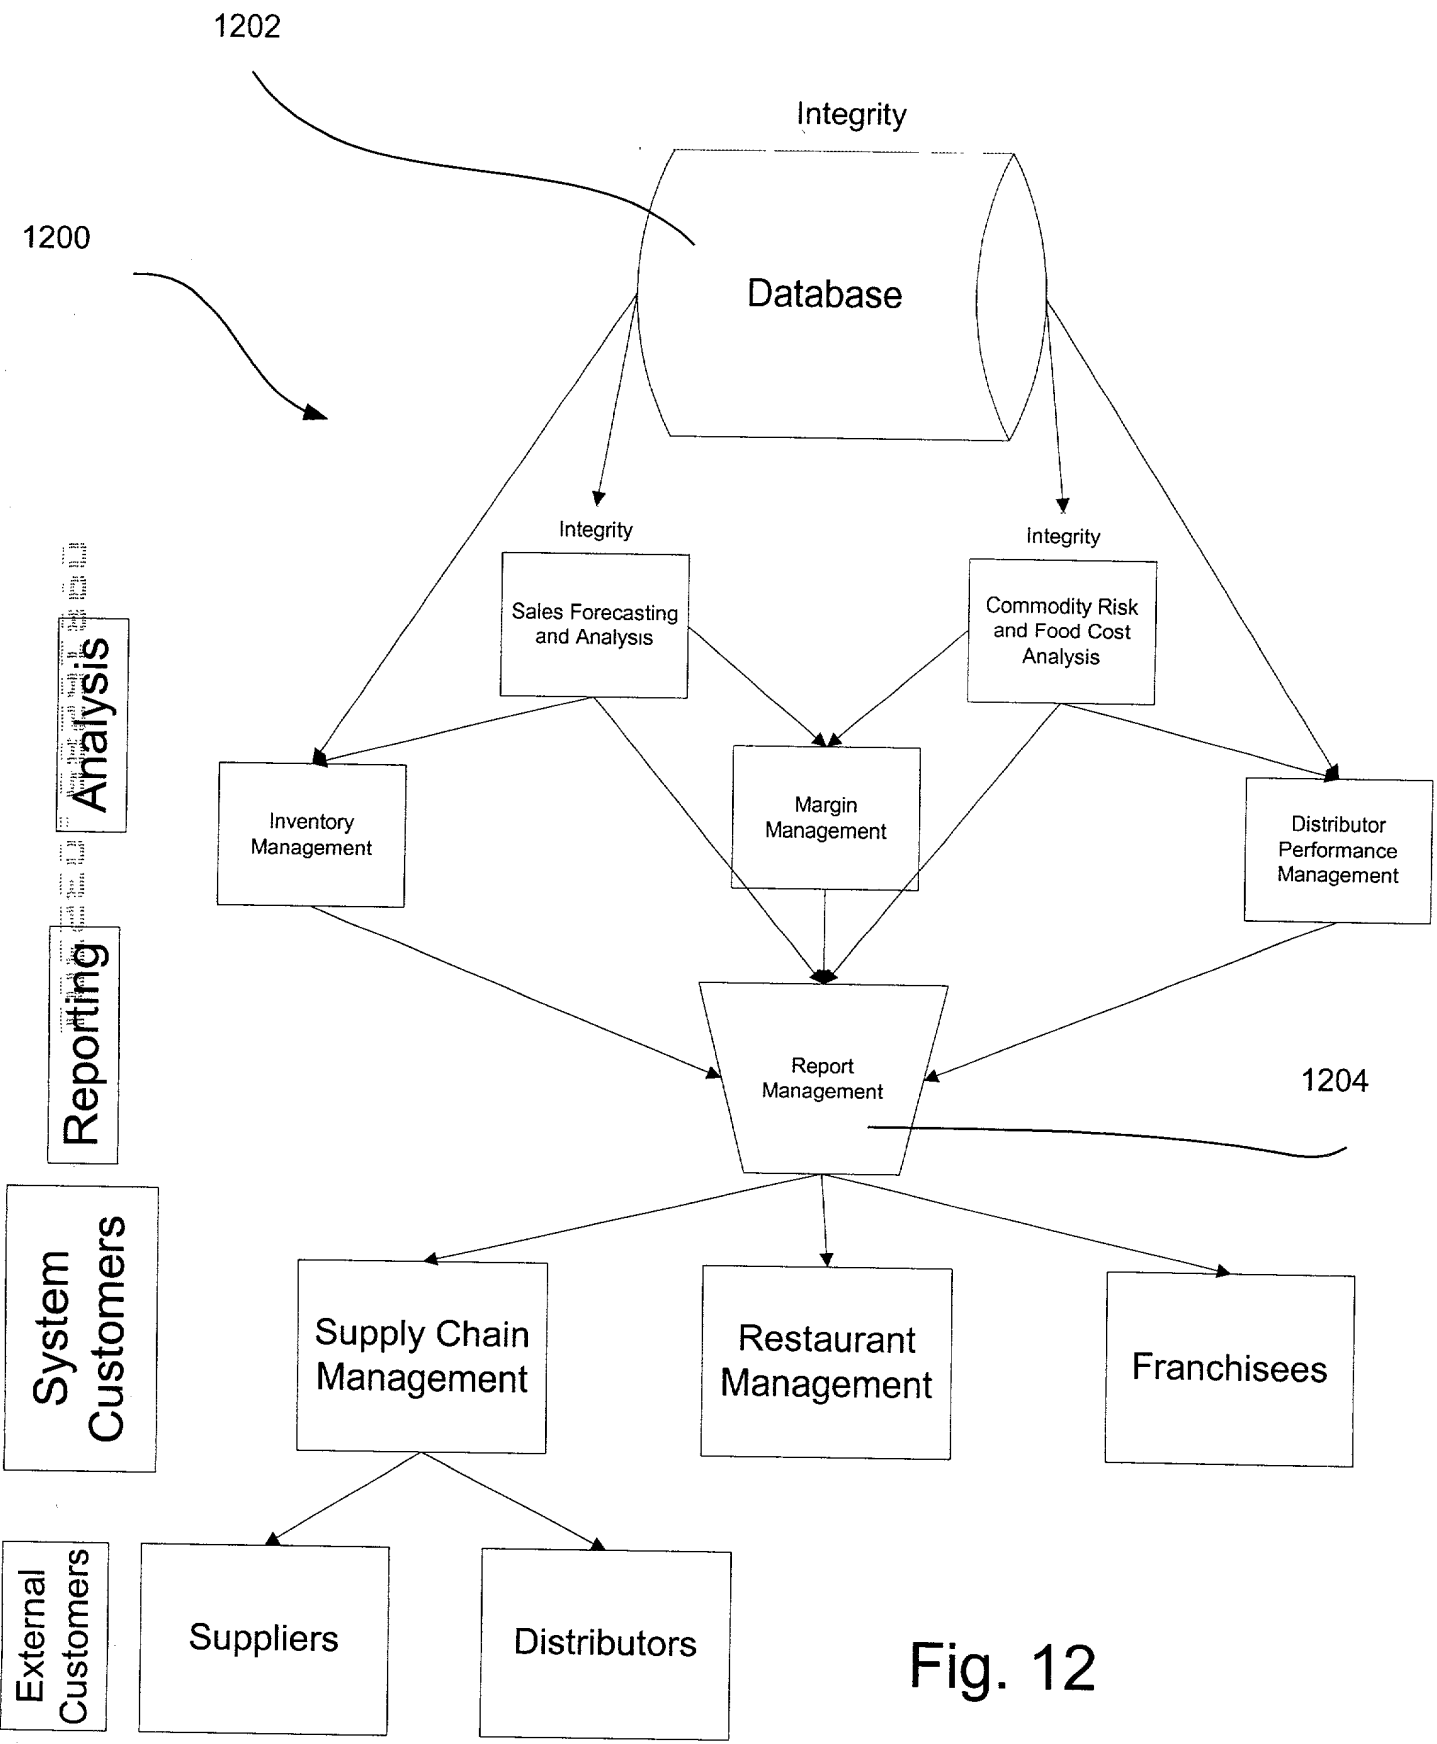 1202
Integrity
1200
Database
Integrity
Integrity
Sales Forecasting
and Analysis
Commodity Risk
and Food Cost
Analysis
Analysis
Inventory
Management
Margin
Management
Distributor
Performance
Management
Reporting
Report
Management
1204
System
Customers
Supply Chain
Management
Restaurant
Management
Franchisees
External
Customers
Suppliers
Distributors
Fig. 12